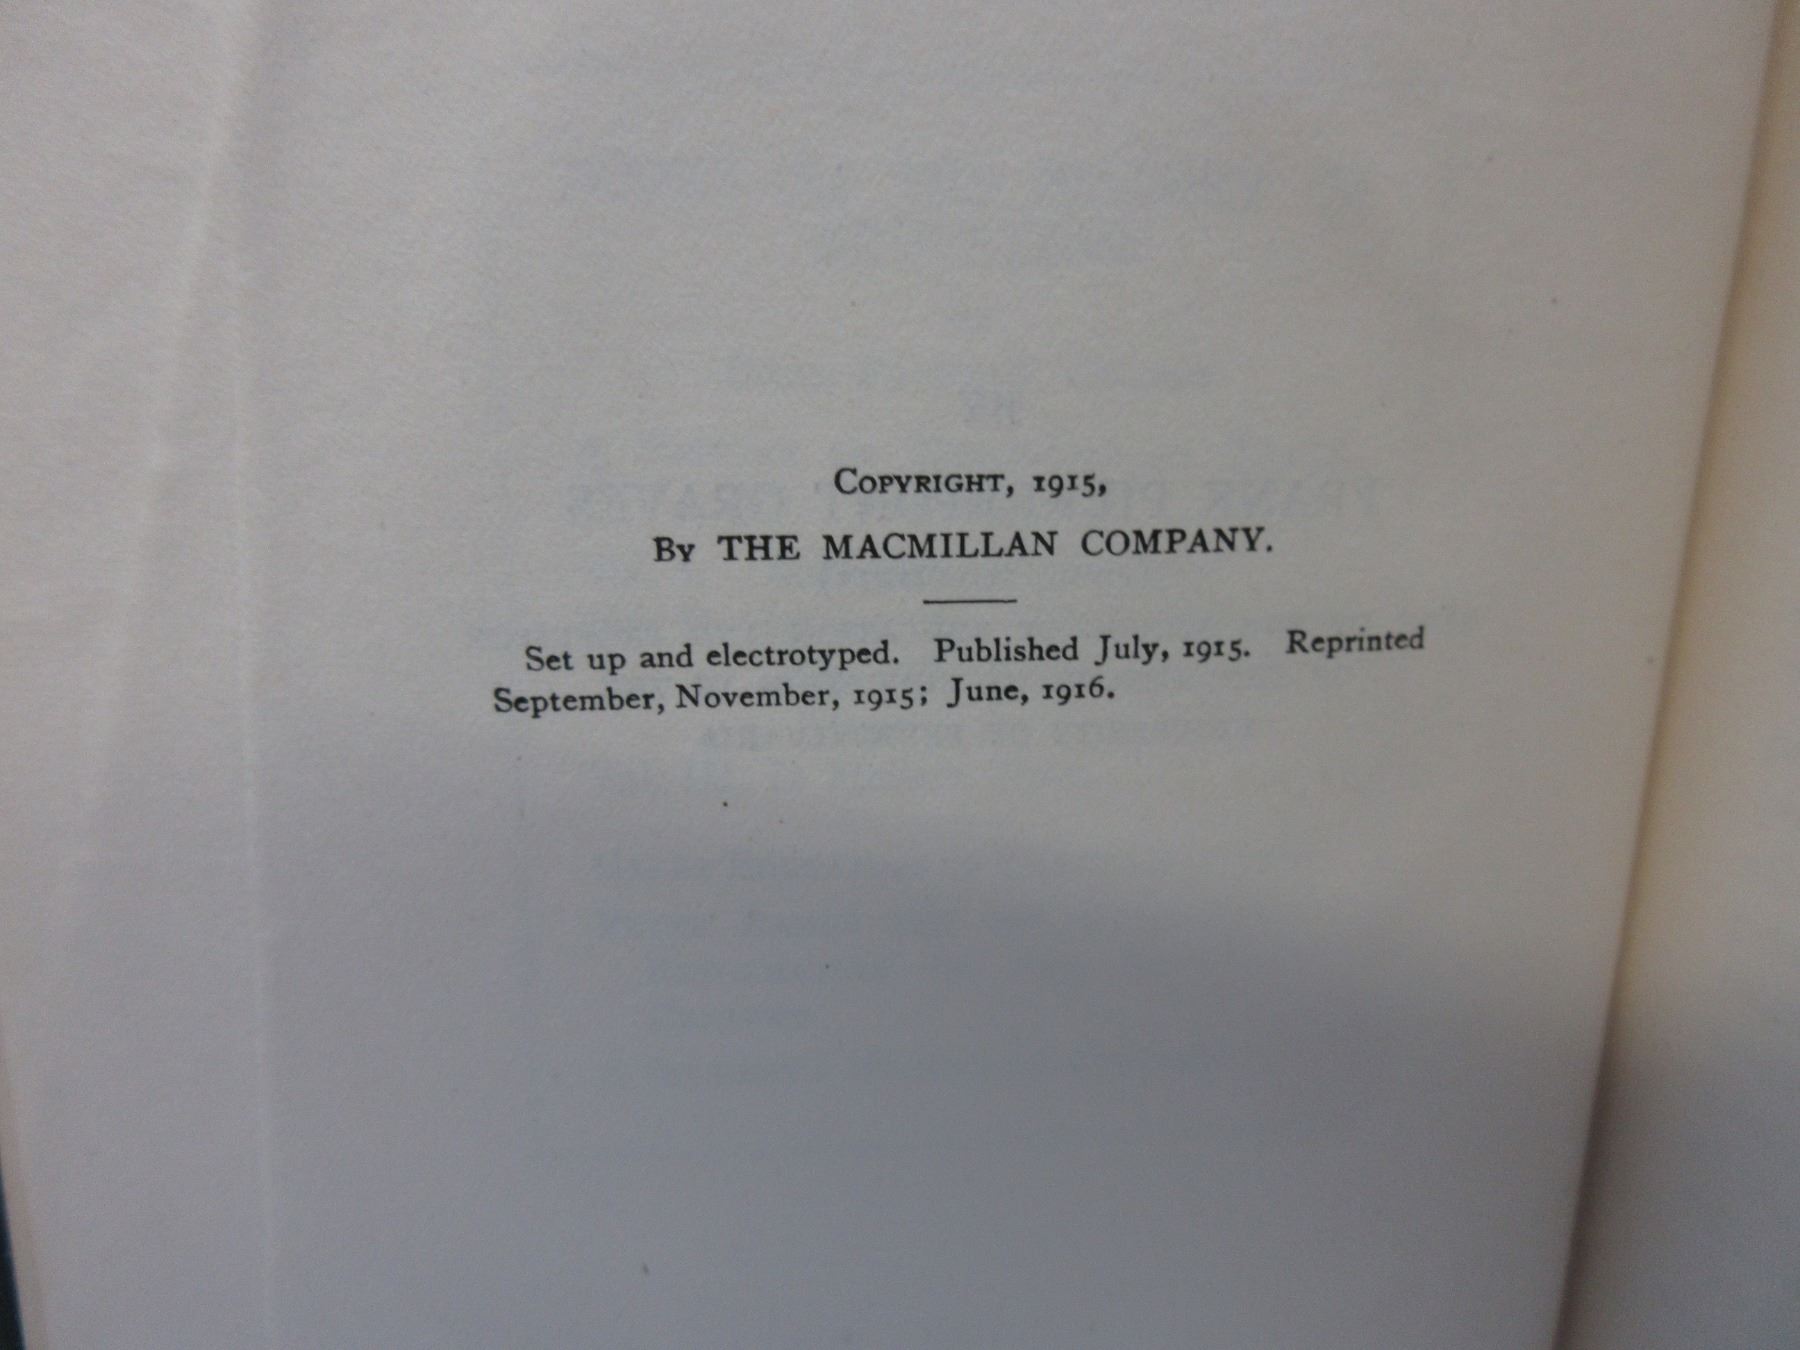 COPYRIGHT, 1915,
BY THE MACMILLAN COMPANY.
Set up and electrotyped. Published July, 1915. Reprinted
September, November, 1915; June, 1916.